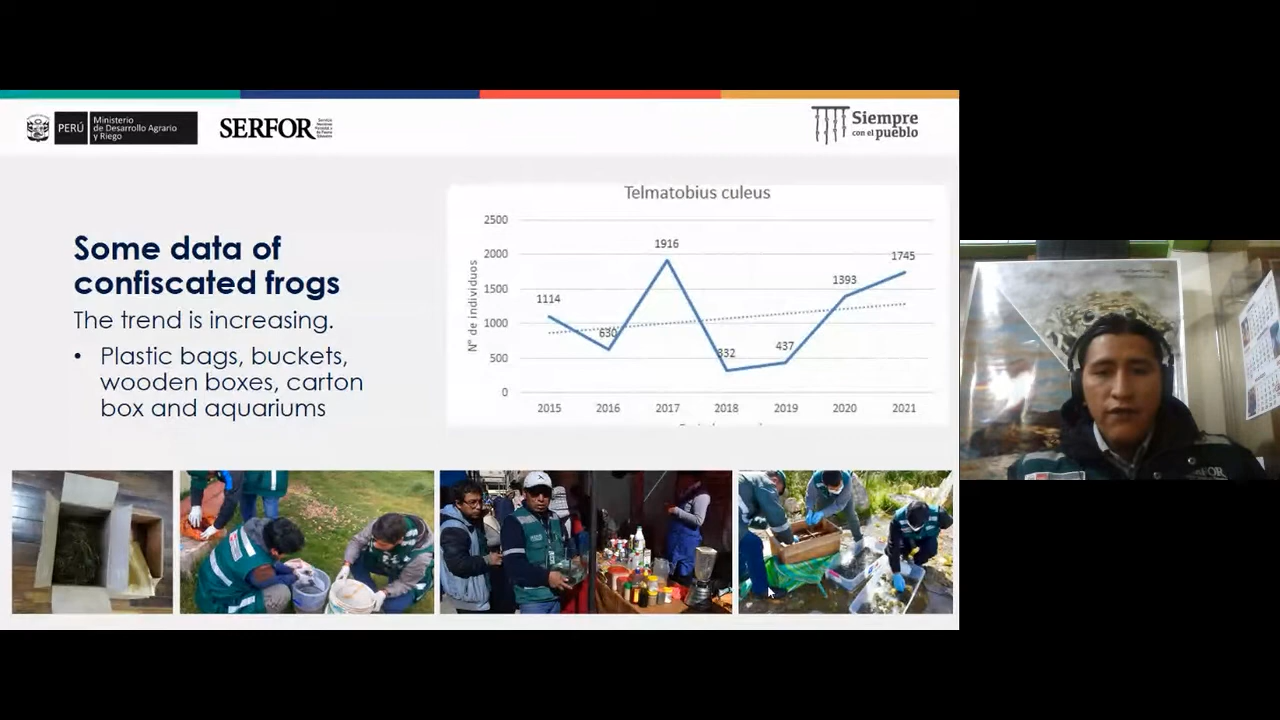 PERÚ
Ministerio
de Desarrollo Agrario
y Riego
SERFOR
Siempre
con el pueblo
Some data of
confiscated frogs
The trend is increasing.
• Plastic bags, buckets,
wooden boxes, carton
box and aquariums
Telmatobius culeus
N° de individuos
2500
2000
1500
1000
500
0
1114
630
1916
332
437
1393
1745
2015 2016 2017 2018 2019 2020 2021
SERFOR